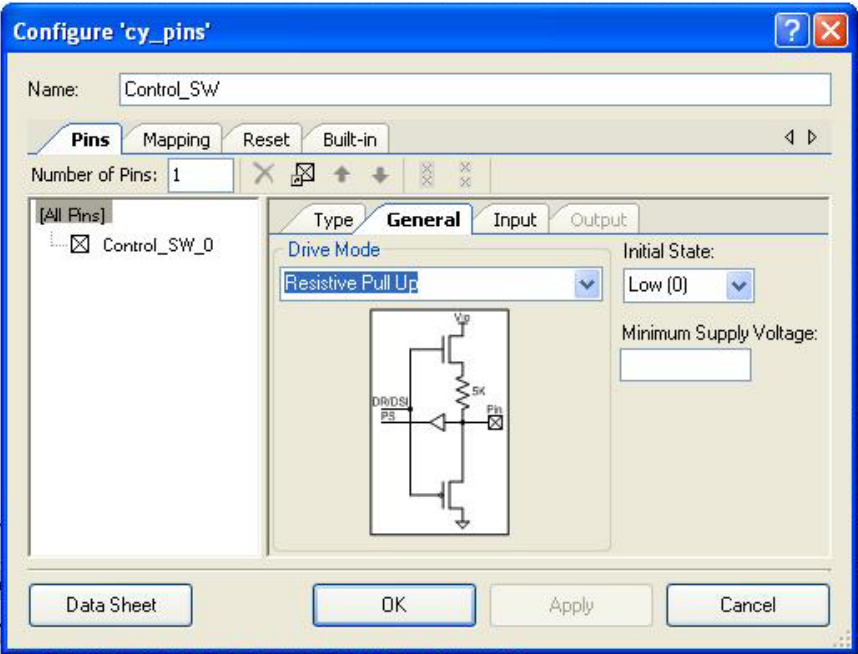 Configure 'cy_pins'
Name: Control_SW
Pins Mapping Reset Built-in
Number of Pins: 1
[All Pins]
Control_SW_0
Type General Input Output
Drive Mode
Resistive Pull Up
Vio
5K
DR/DSI
PS
Pin
Initial State:
Low (0)
Minimum Supply Voltage:
Data Sheet OK Apply Cancel